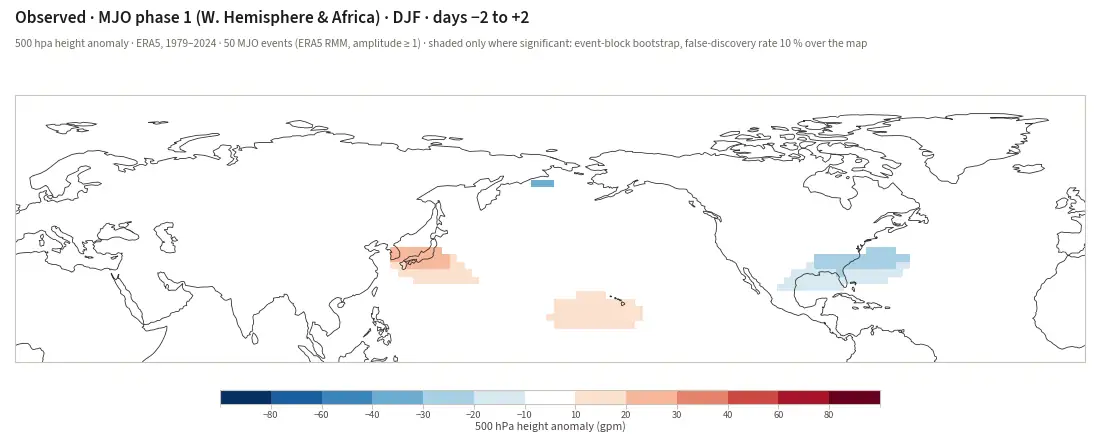 Observed · MJO phase 1 (W. Hemisphere & Africa) · DJF · days −2 to +2
500 hpa height anomaly · ERA5, 1979–2024 · 50 MJO events (ERA5 RMM, amplitude ≥ 1) · shaded only where significant: event-block bootstrap, false-discovery rate 10 % over the map
−80 −60 −40 −30 −20 −10 10 20 30 40 60 80
500 hPa height anomaly (gpm)